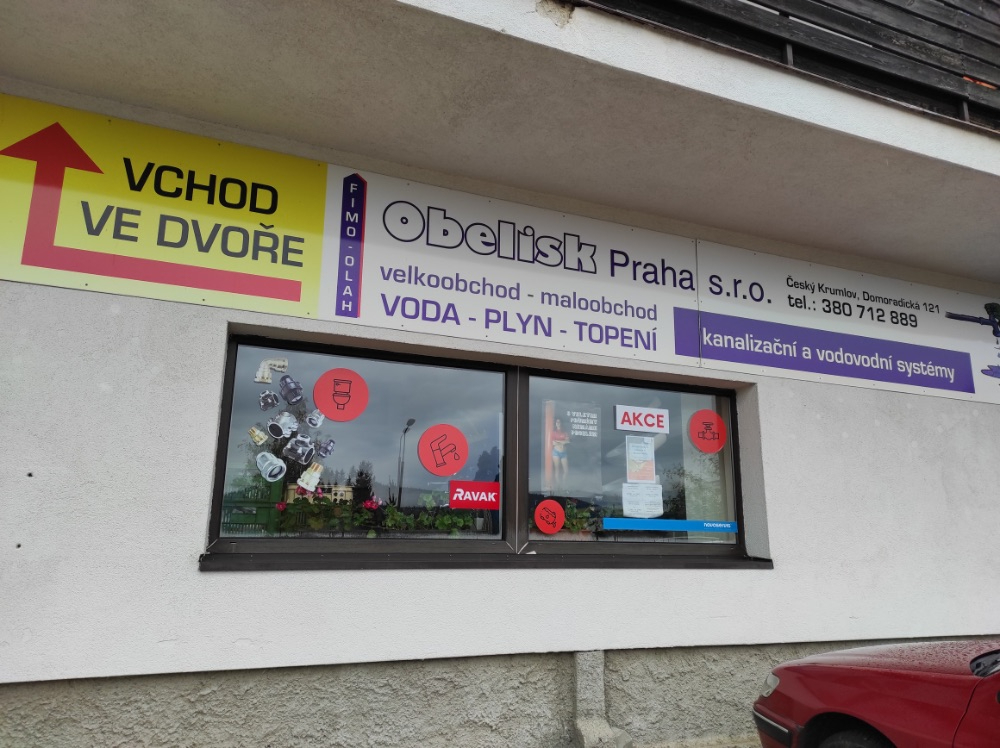 VCHOD
VE DVOŘE
FIMO-OLAH
Obelisk Praha s.r.o.
velkoobchod - maloobchod
VODA - PLYN - TOPENÍ
Český Krumlov, Domoradická 121
tel.: 380 712 889
kanalizační a vodovodní systémy
AKCE
RAVAK
novaservis